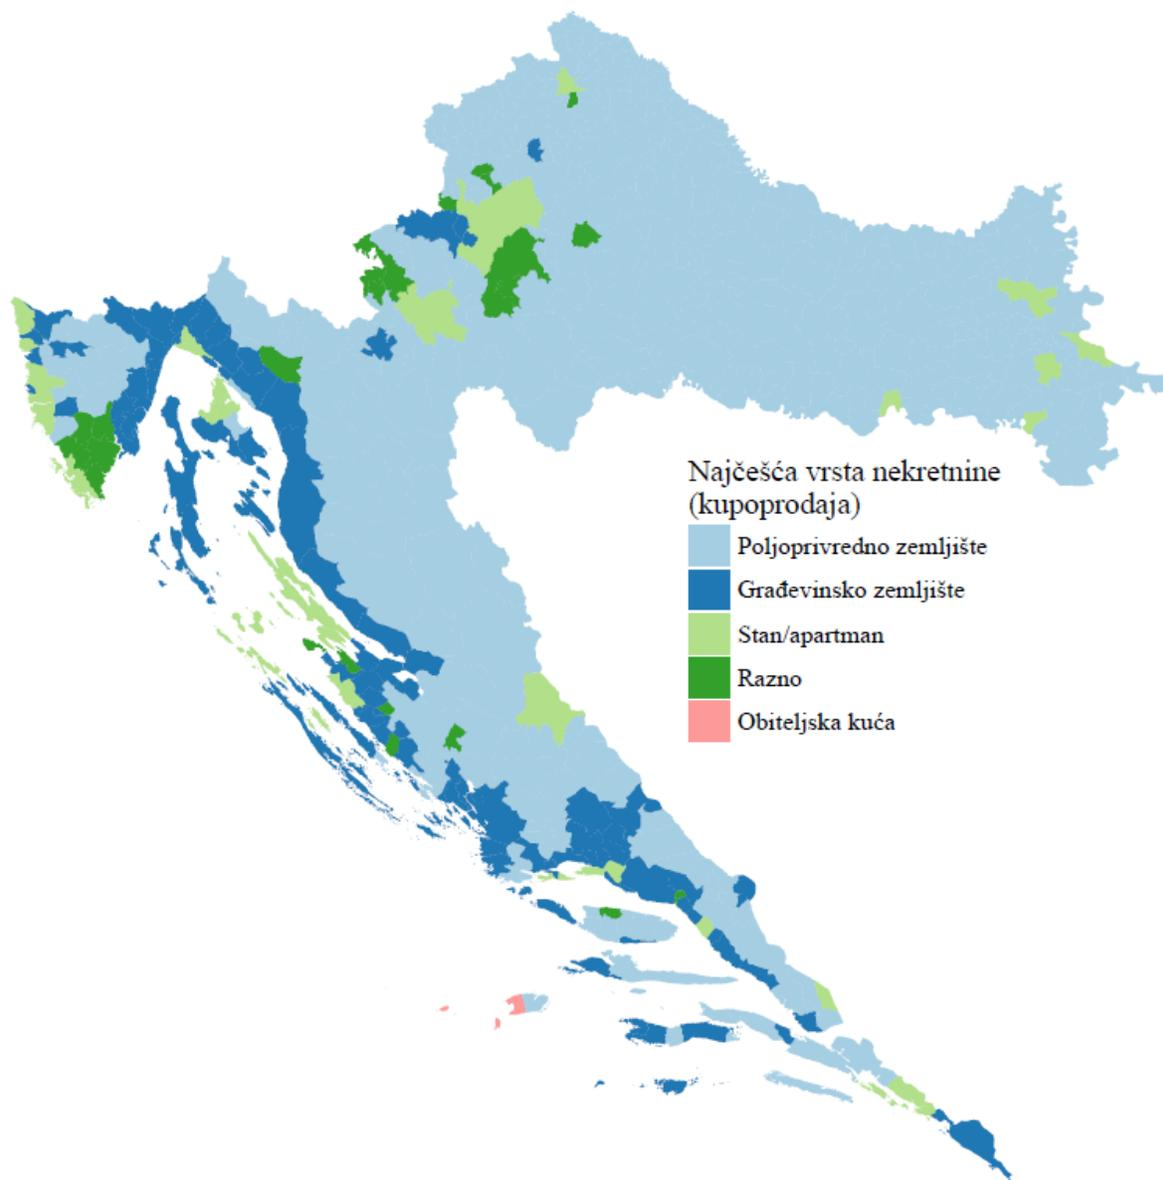 Najčešća vrsta nekretnine
(kupoprodaja)
Poljoprivredno zemljište
Građevinsko zemljište
Stan/apartman
Razno
Obiteljska kuća